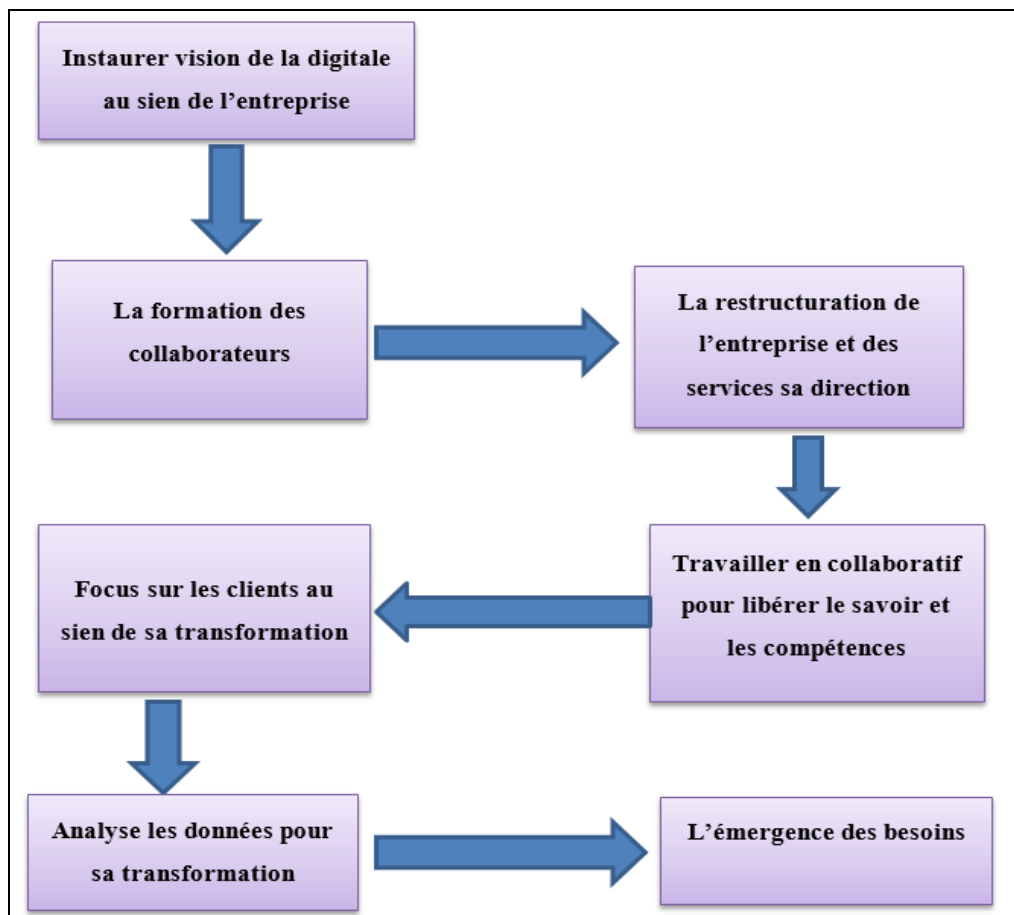 Instaurer vision de la digitale
au sien de l’entreprise
La formation des
collaborateurs
La restructuration de
l’entreprise et des
services sa direction
Travailler en collaboratif
pour libérer le savoir et
les compétences
Focus sur les clients au
sien de sa transformation
Analyse les données pour
sa transformation
L’émergence des besoins